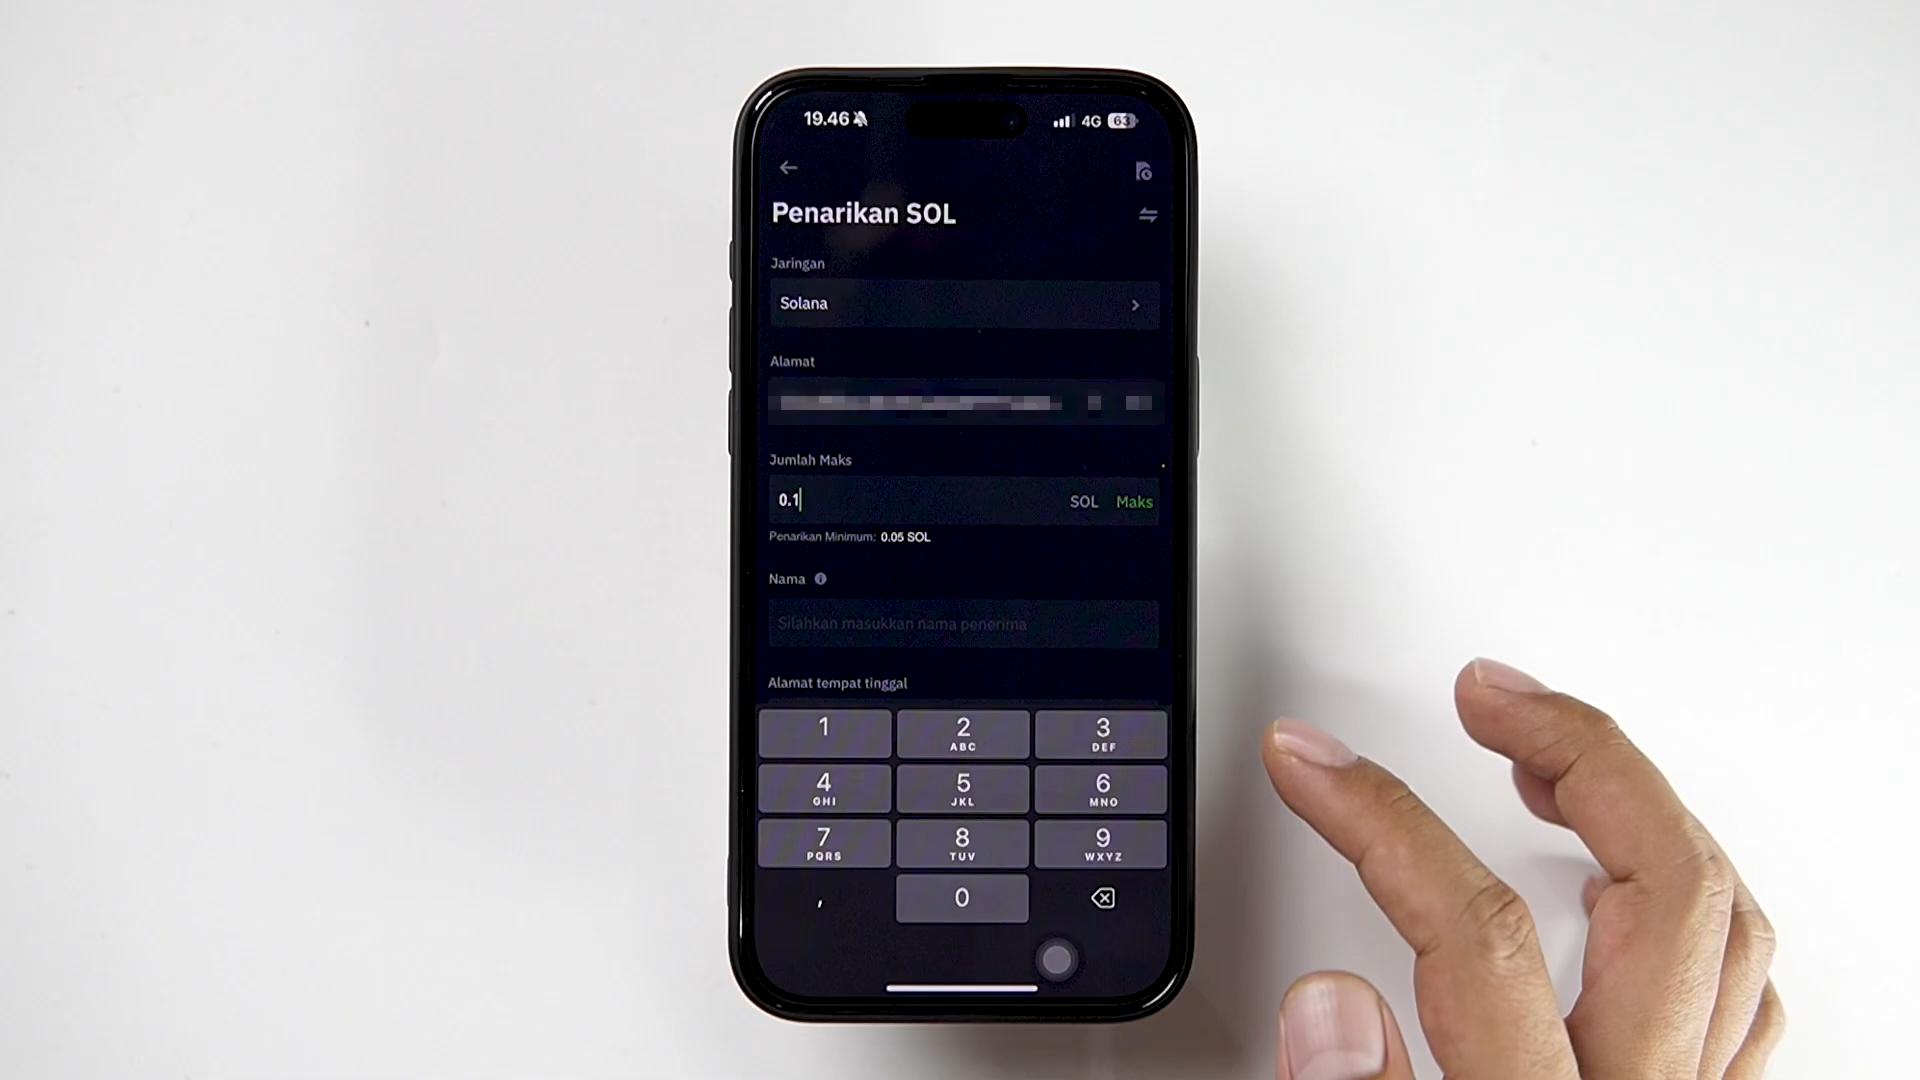 19.46
4G 63
Penarikan SOL
Jaringan
Solana
Alamat
Jumlah Maks
0.1 SOL Maks
Penarikan Minimum: 0.05 SOL
Nama
Silahkan masukkan nama penerima
Alamat tempat tinggal
1 2 3
ABC DEF
4 5 6
GHI JKL MNO
7 8 9
PQRS TUV WXYZ
, 0